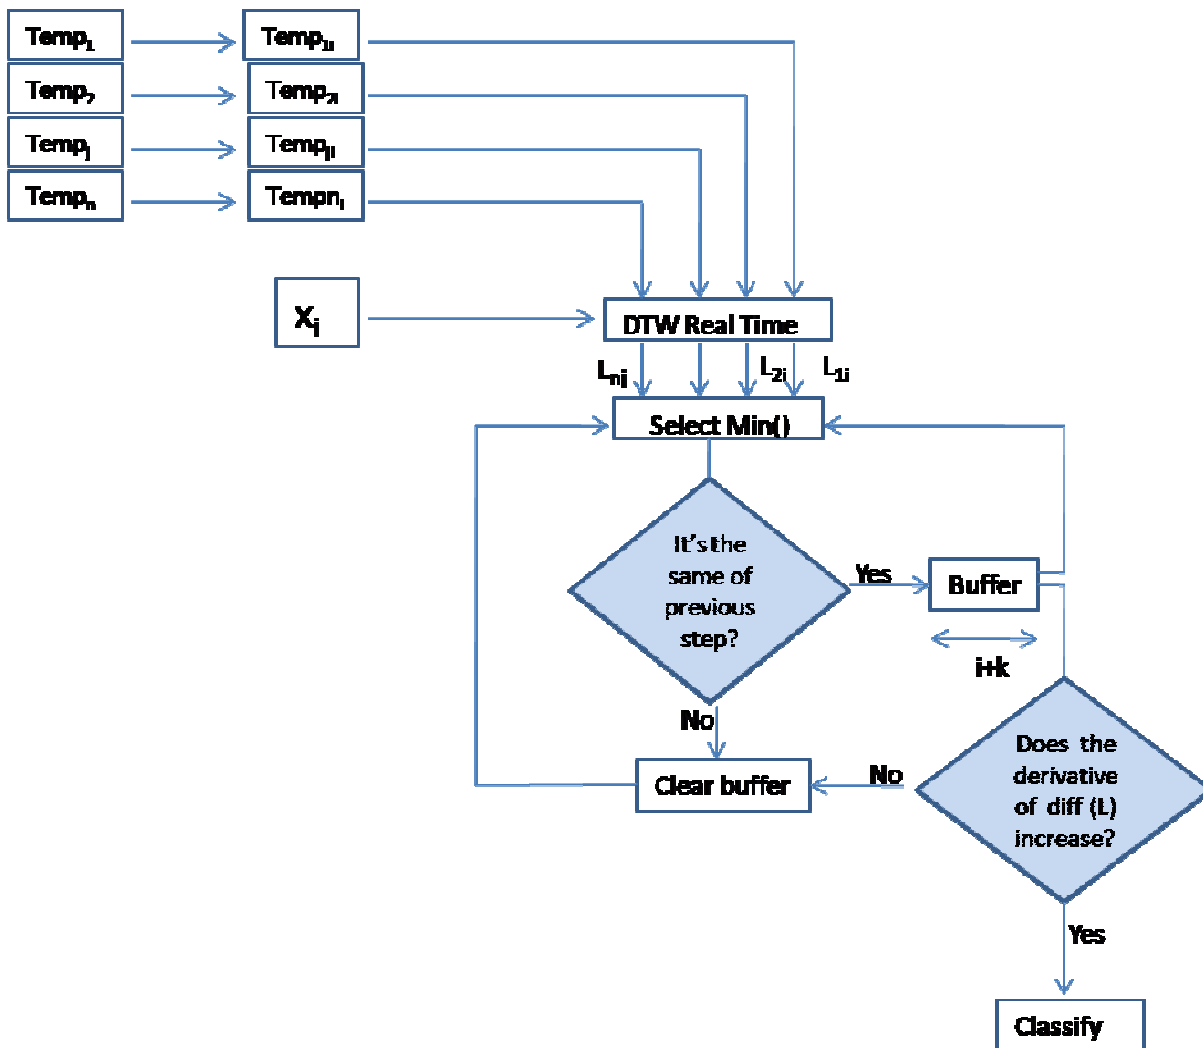 Temp₁ Temp₁ᵢ
Temp₂ Temp₂ᵢ
Tempⱼ Tempⱼᵢ
Tempₙ Tempnᵢ
Xᵢ
DTW Real Time
Lₙᵢ L₂ᵢ L₁ᵢ
Select Min()
It's the
same of
previous
step?
Yes
Buffer
i+k
No
Clear buffer
No
Does the
derivative
of diff (L)
increase?
Yes
Classify